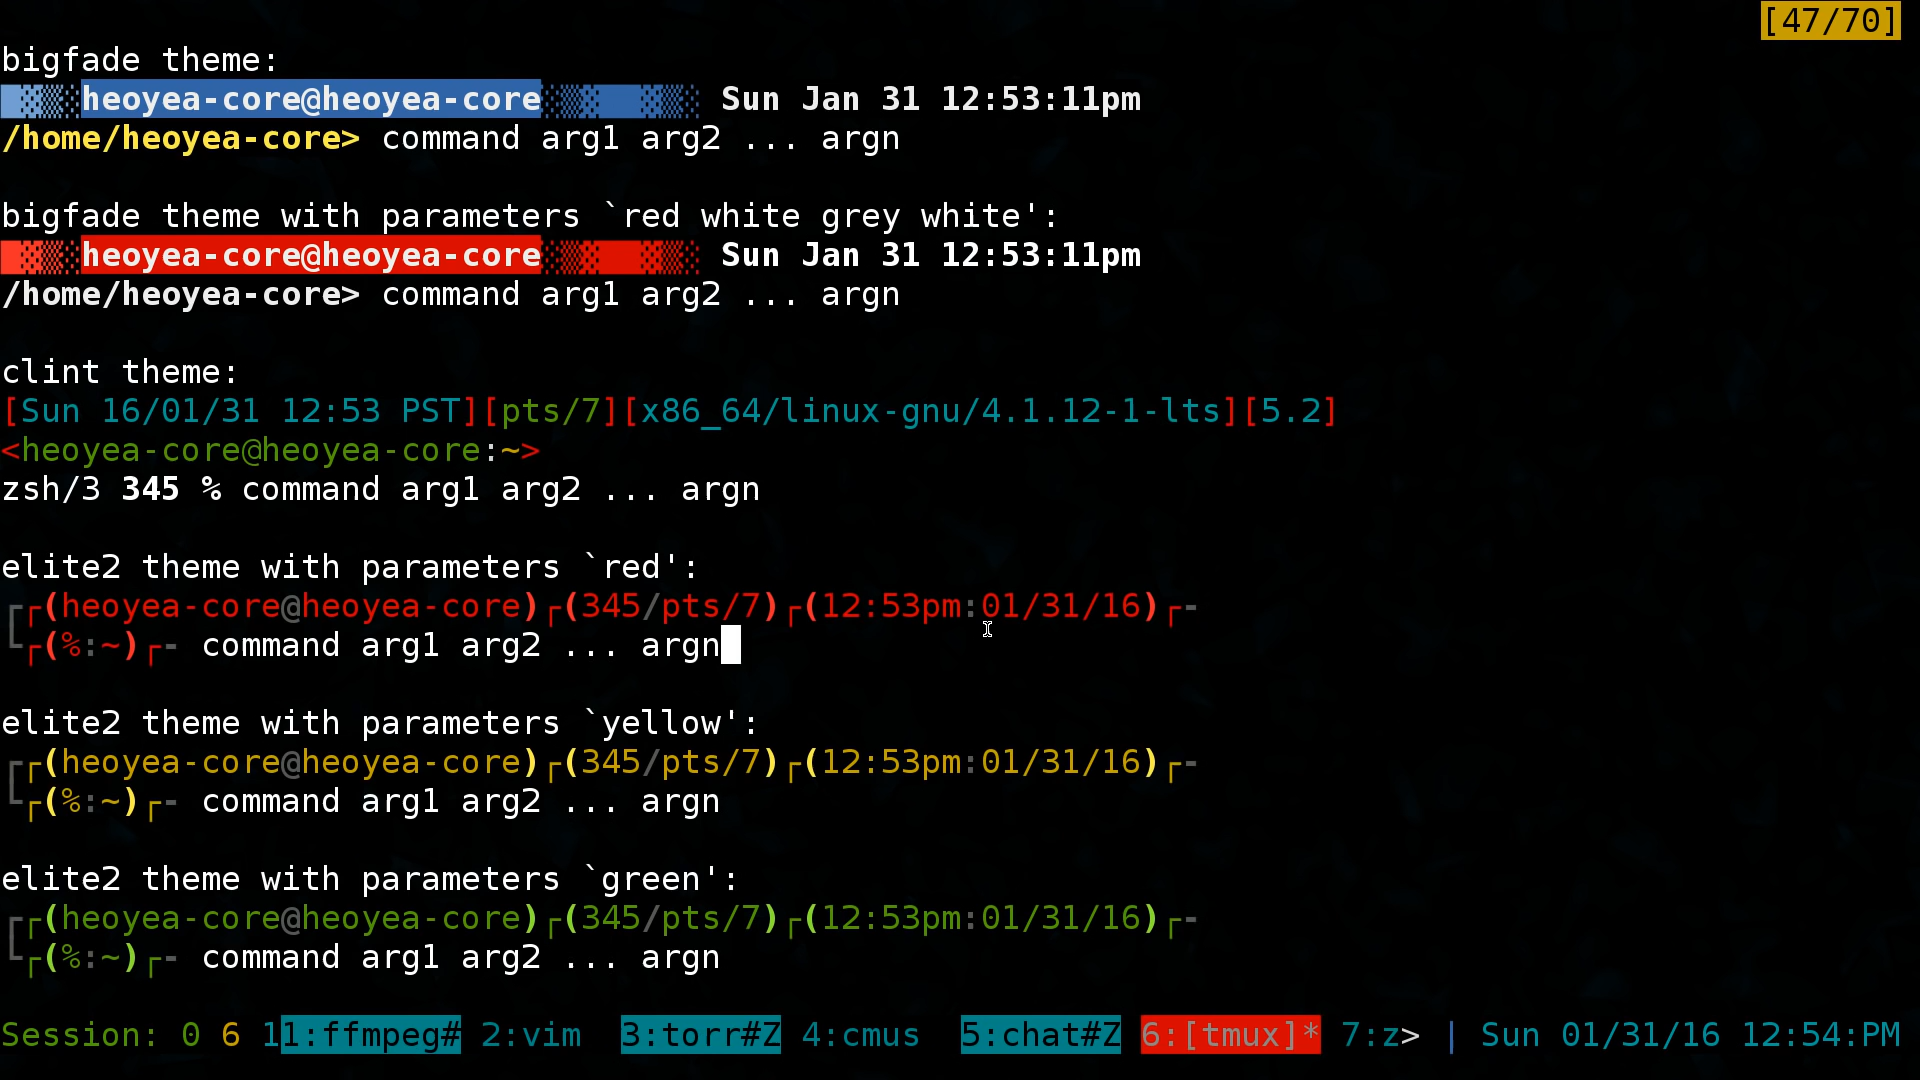 [47/70]
bigfade theme:
█▓▒░heoyea-core@heoyea-core░▒▓██▓▒░ Sun Jan 31 12:53:11pm
/home/heoyea-core> command arg1 arg2 ... argn
bigfade theme with parameters `red white grey white':
█▓▒░heoyea-core@heoyea-core░▒▓██▓▒░ Sun Jan 31 12:53:11pm
/home/heoyea-core> command arg1 arg2 ... argn
clint theme:
[Sun 16/01/31 12:53 PST][pts/7][x86_64/linux-gnu/4.1.12-1-lts][5.2]
<heoyea-core@heoyea-core:~>
zsh/3 345 % command arg1 arg2 ... argn
elite2 theme with parameters `red':
┌┌(heoyea-core@heoyea-core)┌(345/pts/7)┌(12:53pm:01/31/16)┌-
└┌(%:~)┌- command arg1 arg2 ... argn
elite2 theme with parameters `yellow':
┌┌(heoyea-core@heoyea-core)┌(345/pts/7)┌(12:53pm:01/31/16)┌-
└┌(%:~)┌- command arg1 arg2 ... argn
elite2 theme with parameters `green':
┌┌(heoyea-core@heoyea-core)┌(345/pts/7)┌(12:53pm:01/31/16)┌-
└┌(%:~)┌- command arg1 arg2 ... argn
Session: 0 6 11:ffmpeg# 2:vim  3:torr#Z 4:cmus  5:chat#Z 6:[tmux]* 7:z> | Sun 01/31/16 12:54:PM